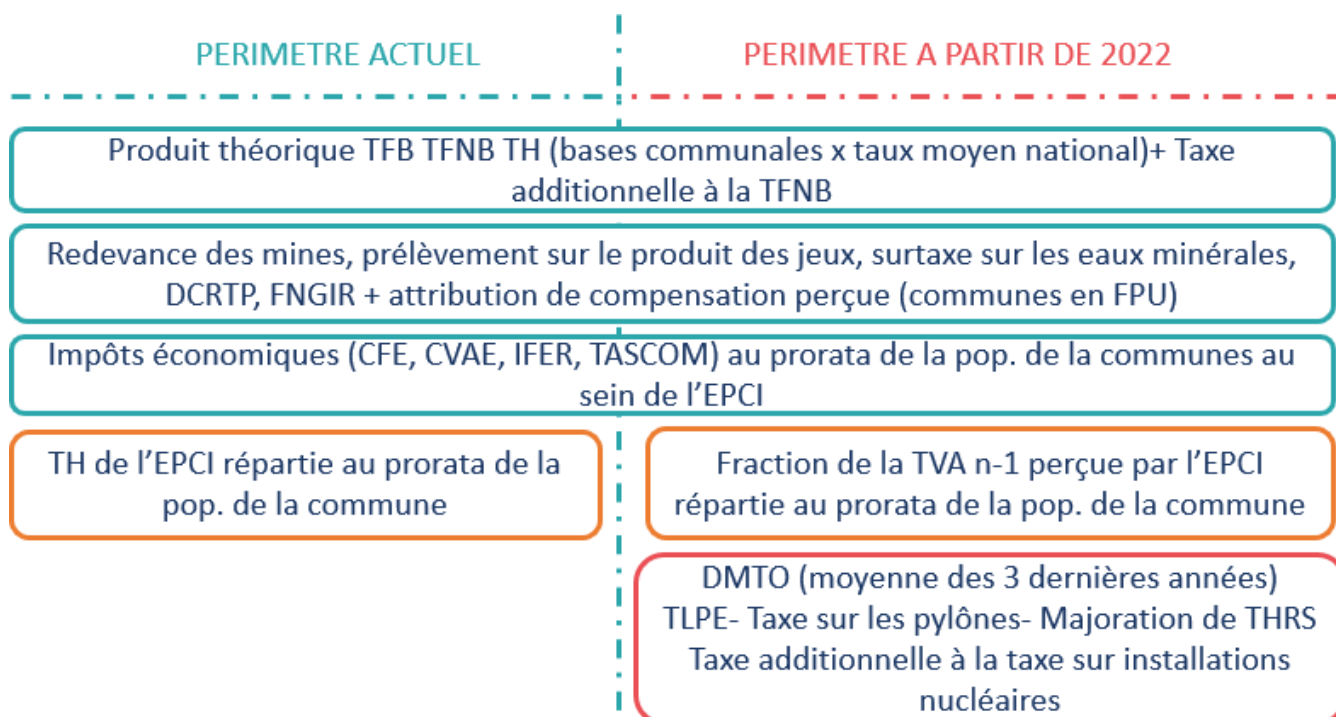 PERIMETRE ACTUEL
PERIMETRE A PARTIR DE 2022
Produit théorique TFB TFNB TH (bases communales x taux moyen national)+ Taxe
additionnelle à la TFNB
Redevance des mines, prélèvement sur le produit des jeux, surtaxe sur les eaux minérales,
DCRTP, FNGIR + attribution de compensation perçue (communes en FPU)
Impôts économiques (CFE, CVAE, IFER, TASCOM) au prorata de la pop. de la communes au
sein de l’EPCI
TH de l’EPCI répartie au prorata de la
pop. de la commune
Fraction de la TVA n-1 perçue par l’EPCI
répartie au prorata de la pop. de la commune
DMTO (moyenne des 3 dernières années)
TLPE- Taxe sur les pylônes- Majoration de THRS
Taxe additionnelle à la taxe sur installations
nucléaires